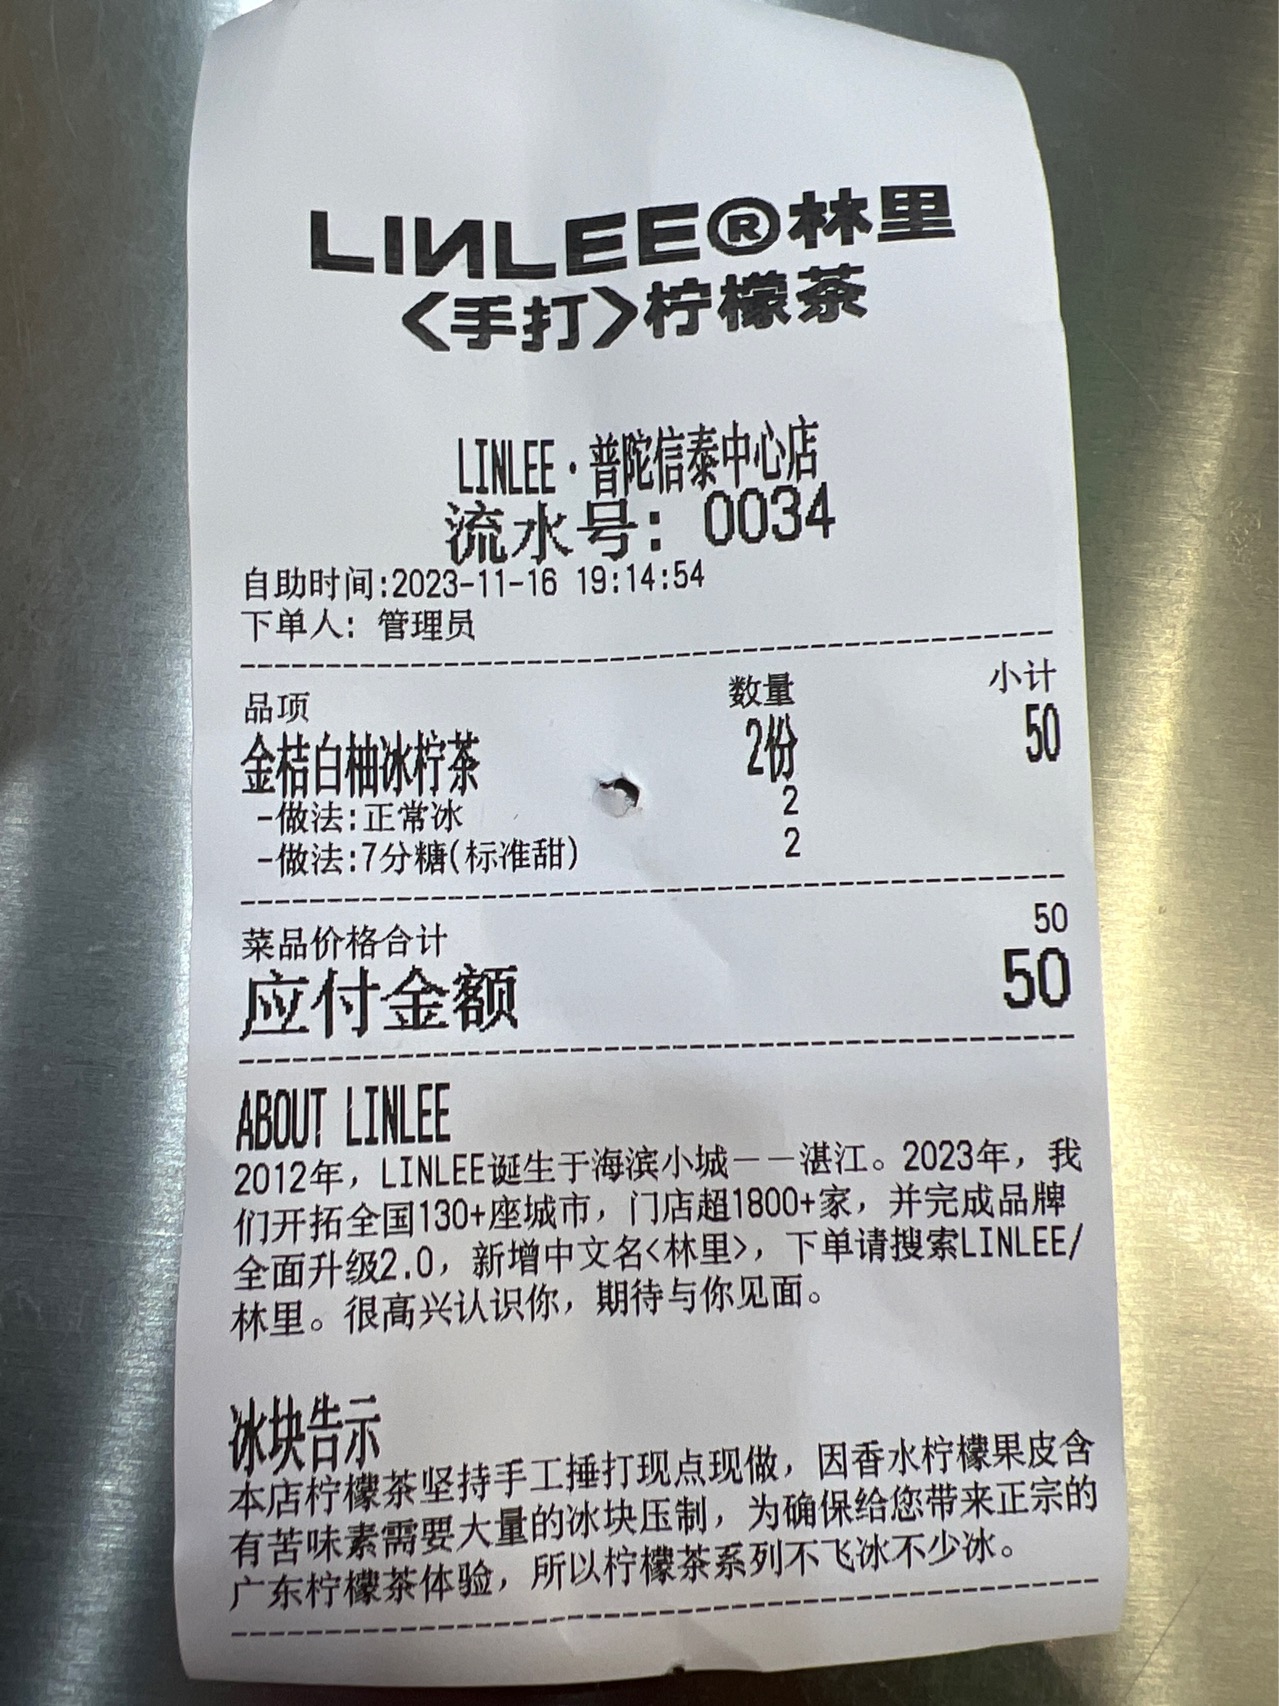 LINLEE®林里
<手打>柠檬茶
LINLEE·普陀信泰中心店
流水号: 0034
自助时间:2023-11-16 19:14:54
下单人: 管理员
品项 数量 小计
金桔白柚冰柠茶 2份 50
-做法:正常冰 2
-做法:7分糖(标准甜) 2
菜品价格合计 50
应付金额 50
ABOUT LINLEE
2012年，LINLEE诞生于海滨小城——湛江。2023年，我
们开拓全国130+座城市，门店超1800+家，并完成品牌
全面升级2.0，新增中文名<林里>，下单请搜索LINLEE/
林里。很高兴认识你，期待与你见面。
冰块告示
本店柠檬茶坚持手工捶打现点现做，因香水柠檬果皮含
有苦味素需要大量的冰块压制，为确保给您带来正宗的
广东柠檬茶体验，所以柠檬茶系列不飞冰不少冰。